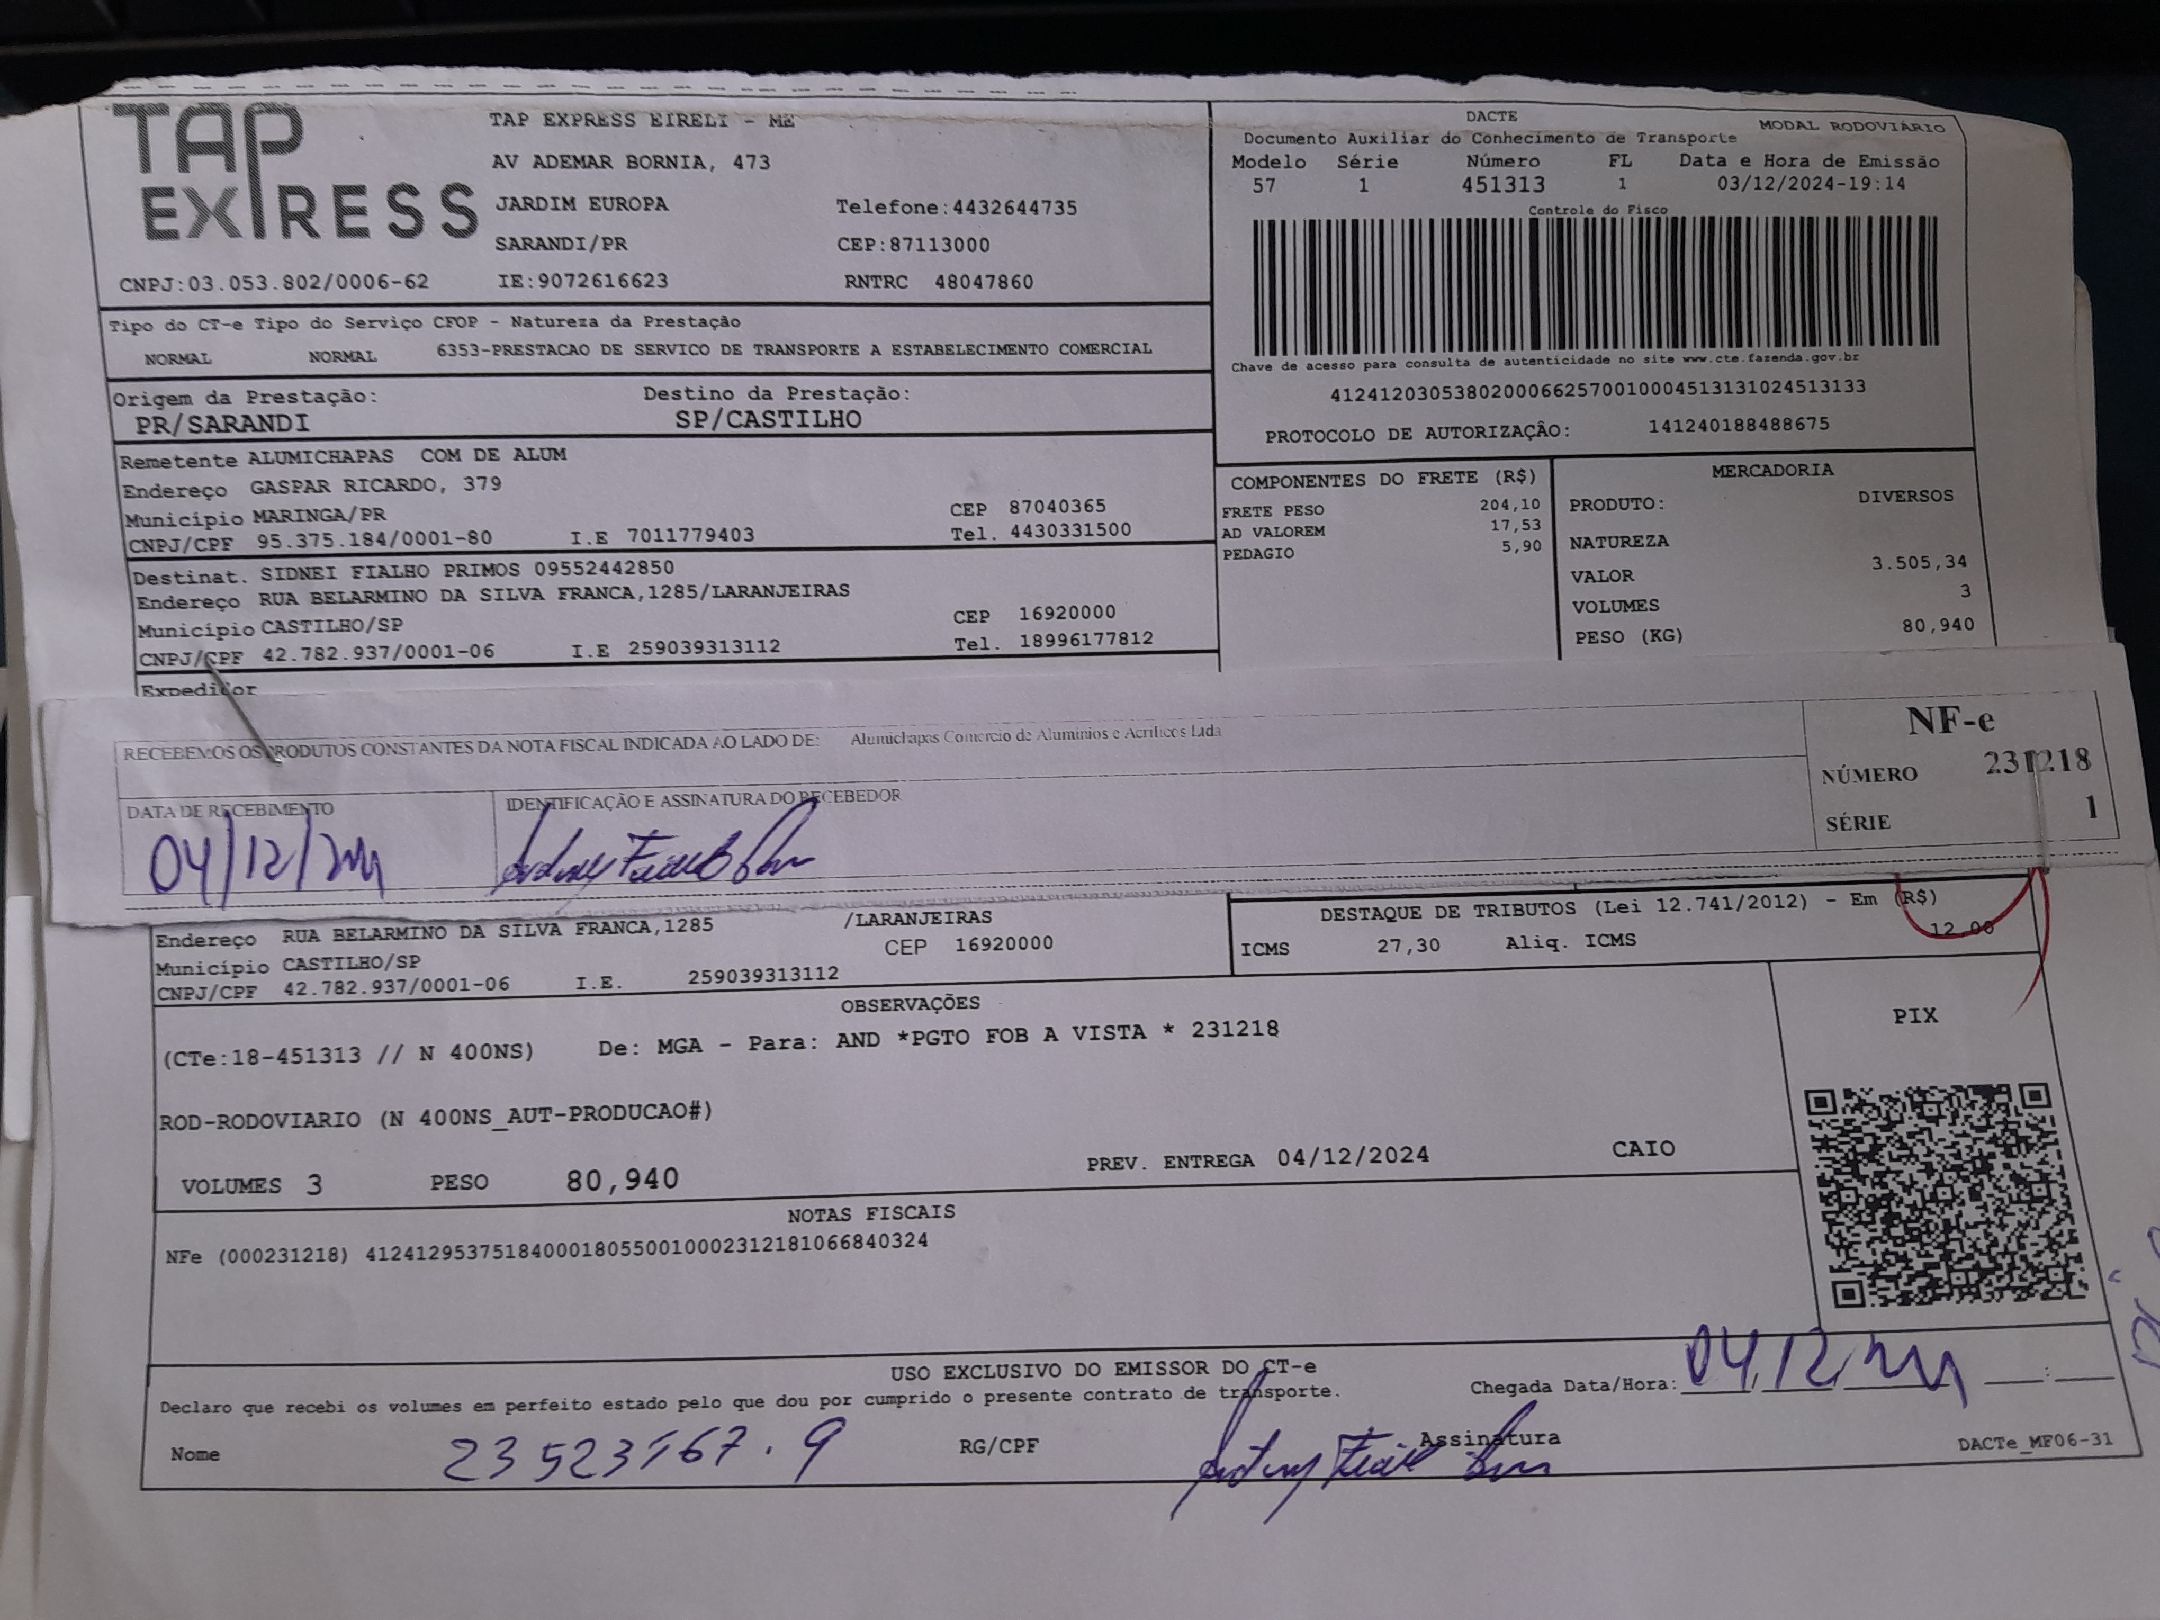 TAP EXPRESS
TAP EXPRESS EIRELI - ME
AV ADEMAR BORNIA, 473
JARDIM EUROPA Telefone:4432644735
SARANDI/PR CEP:87113000
CNPJ:03.053.802/0006-62 IE:9072616623 RNTRC 48047860
DACTE
Documento Auxiliar do Conhecimento de Transporte MODAL RODOVIÁRIO
Modelo Série Número FL Data e Hora de Emissão
57 1 451313 1 03/12/2024-19:14
Controle do Fisco
Chave de acesso para consulta de autenticidade no site www.cte.fazenda.gov.br
41241203053802000662570010004513131024513133
PROTOCOLO DE AUTORIZAÇÃO: 141240188488675
Tipo do CT-e Tipo do Serviço CFOP - Natureza da Prestação
NORMAL NORMAL 6353-PRESTACAO DE SERVICO DE TRANSPORTE A ESTABELECIMENTO COMERCIAL
Origem da Prestação: Destino da Prestação:
PR/SARANDI SP/CASTILHO
Remetente ALUMICHAPAS COM DE ALUM
Endereço GASPAR RICARDO, 379
Município MARINGA/PR CEP 87040365
CNPJ/CPF 95.375.184/0001-80 I.E 7011779403 Tel. 4430331500
Destinat. SIDNEI FIALHO PRIMOS 09552442850
Endereço RUA BELARMINO DA SILVA FRANCA,1285/LARANJEIRAS
Município CASTILHO/SP CEP 16920000
CNPJ/CPF 42.782.937/0001-06 I.E 259039313112 Tel. 18996177812
Expedidor
COMPONENTES DO FRETE (R$)
FRETE PESO 204,10
AD VALOREM 17,53
PEDAGIO 5,90
MERCADORIA
PRODUTO: DIVERSOS
NATUREZA
VALOR 3.505,34
VOLUMES 3
PESO (KG) 80,940
RECEBEMOS OS PRODUTOS CONSTANTES DA NOTA FISCAL INDICADA AO LADO DE: Alumichapas Comercio de Aluminios e Acrilicos Ltda
DATA DE RECEBIMENTO IDENTIFICAÇÃO E ASSINATURA DO RECEBEDOR
04/12/
NF-e
NÚMERO 231218
SÉRIE 1
Endereço RUA BELARMINO DA SILVA FRANCA,1285 /LARANJEIRAS
Município CASTILHO/SP CEP 16920000
CNPJ/CPF 42.782.937/0001-06 I.E. 259039313112
DESTAQUE DE TRIBUTOS (Lei 12.741/2012) - Em (R$)
ICMS 27,30 Aliq. ICMS 12,00
OBSERVAÇÕES
(CTe:18-451313 // N 400NS) De: MGA - Para: AND *PGTO FOB A VISTA * 231218
ROD-RODOVIARIO (N 400NS_AUT-PRODUCAO#)
VOLUMES 3 PESO 80,940 PREV. ENTREGA 04/12/2024 CAIO
PIX
NOTAS FISCAIS
NFe (000231218) 41241295375184000180550010002312181066840324
USO EXCLUSIVO DO EMISSOR DO CT-e
Declaro que recebi os volumes em perfeito estado pelo que dou por cumprido o presente contrato de transporte. Chegada Data/Hora: 04,12, :
Nome RG/CPF Assinatura DACTe_MF06-31